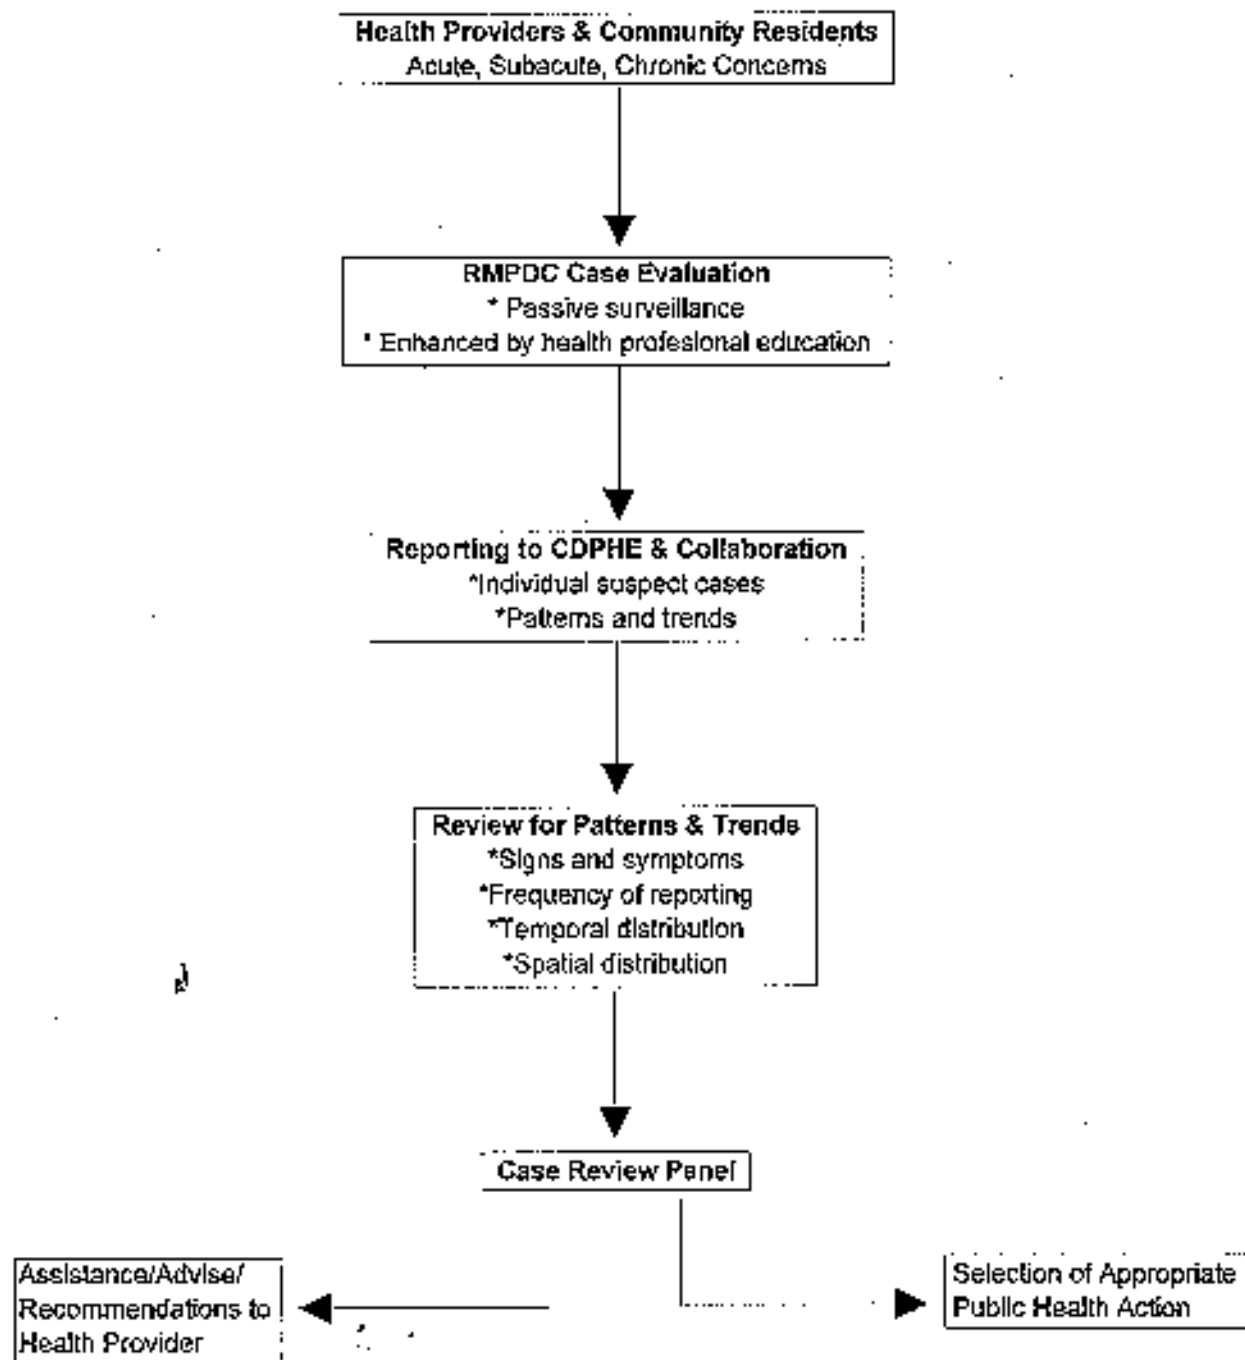 Health Providers & Community Residents
Acute, Subacute, Chronic Concerns
RMPDC Case Evaluation
* Passive surveillance
* Enhanced by health profesional education
Reporting to CDPHE & Collaboration
*Individual suspect cases
*Patterns and trends
Review for Patterns & Trends
*Signs and symptoms
*Frequency of reporting
*Temporal distribution
*Spatial distribution
Case Review Panel
Assistance/Advise/
Recommendations to
Health Provider
Selection of Appropriate
Public Health Action